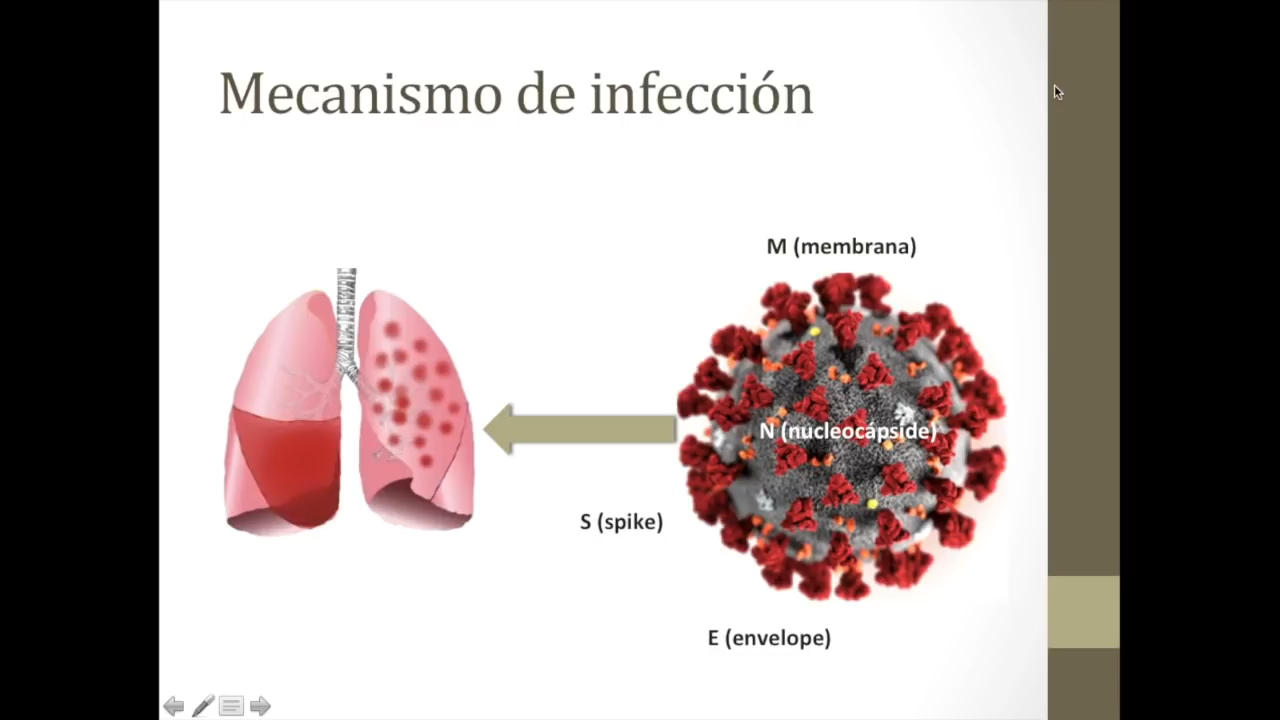 Mecanismo de infección
M (membrana)
N (nucleocápside)
S (spike)
E (envelope)